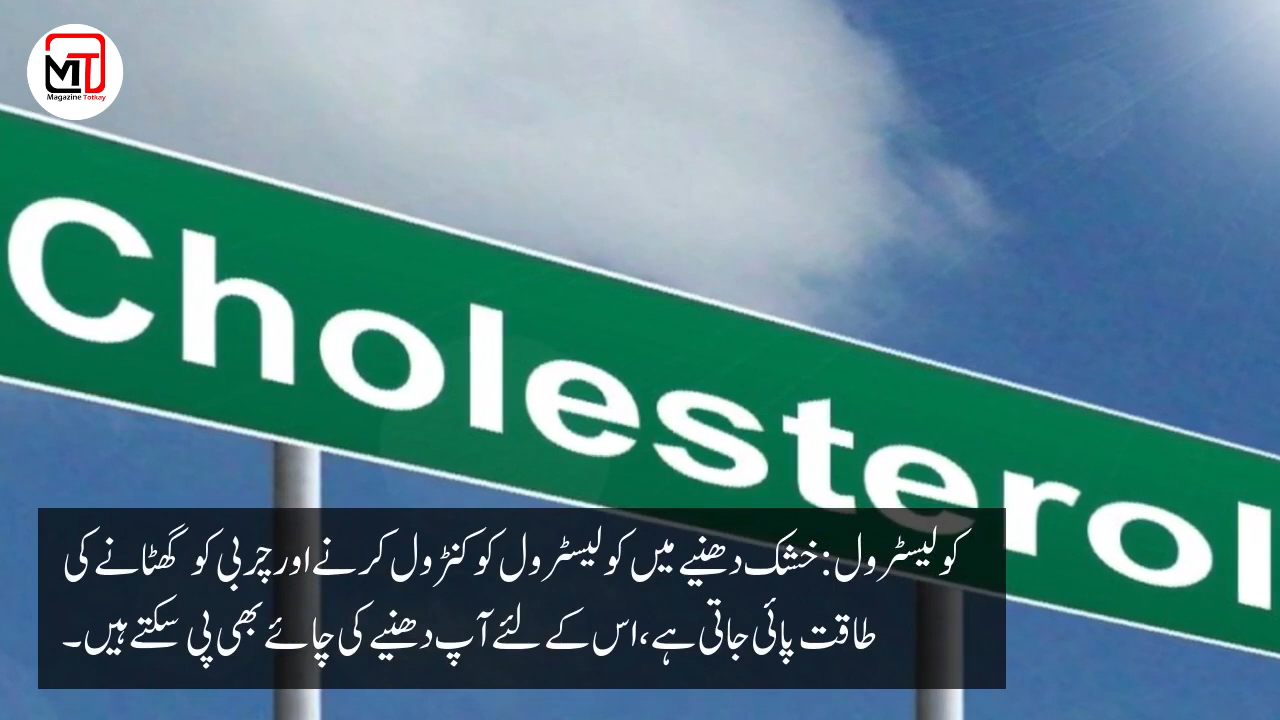 MT
Magazine Totkay
Cholesterol
کولیسٹرول: خشک دھنیے میں کولیسٹرول کو کنٹرول کرنے اور چربی کو گھٹانے کی
طاقت پائی جاتی ہے، اس کے لئے آپ دھنیے کی چائے بھی پی سکتے ہیں۔